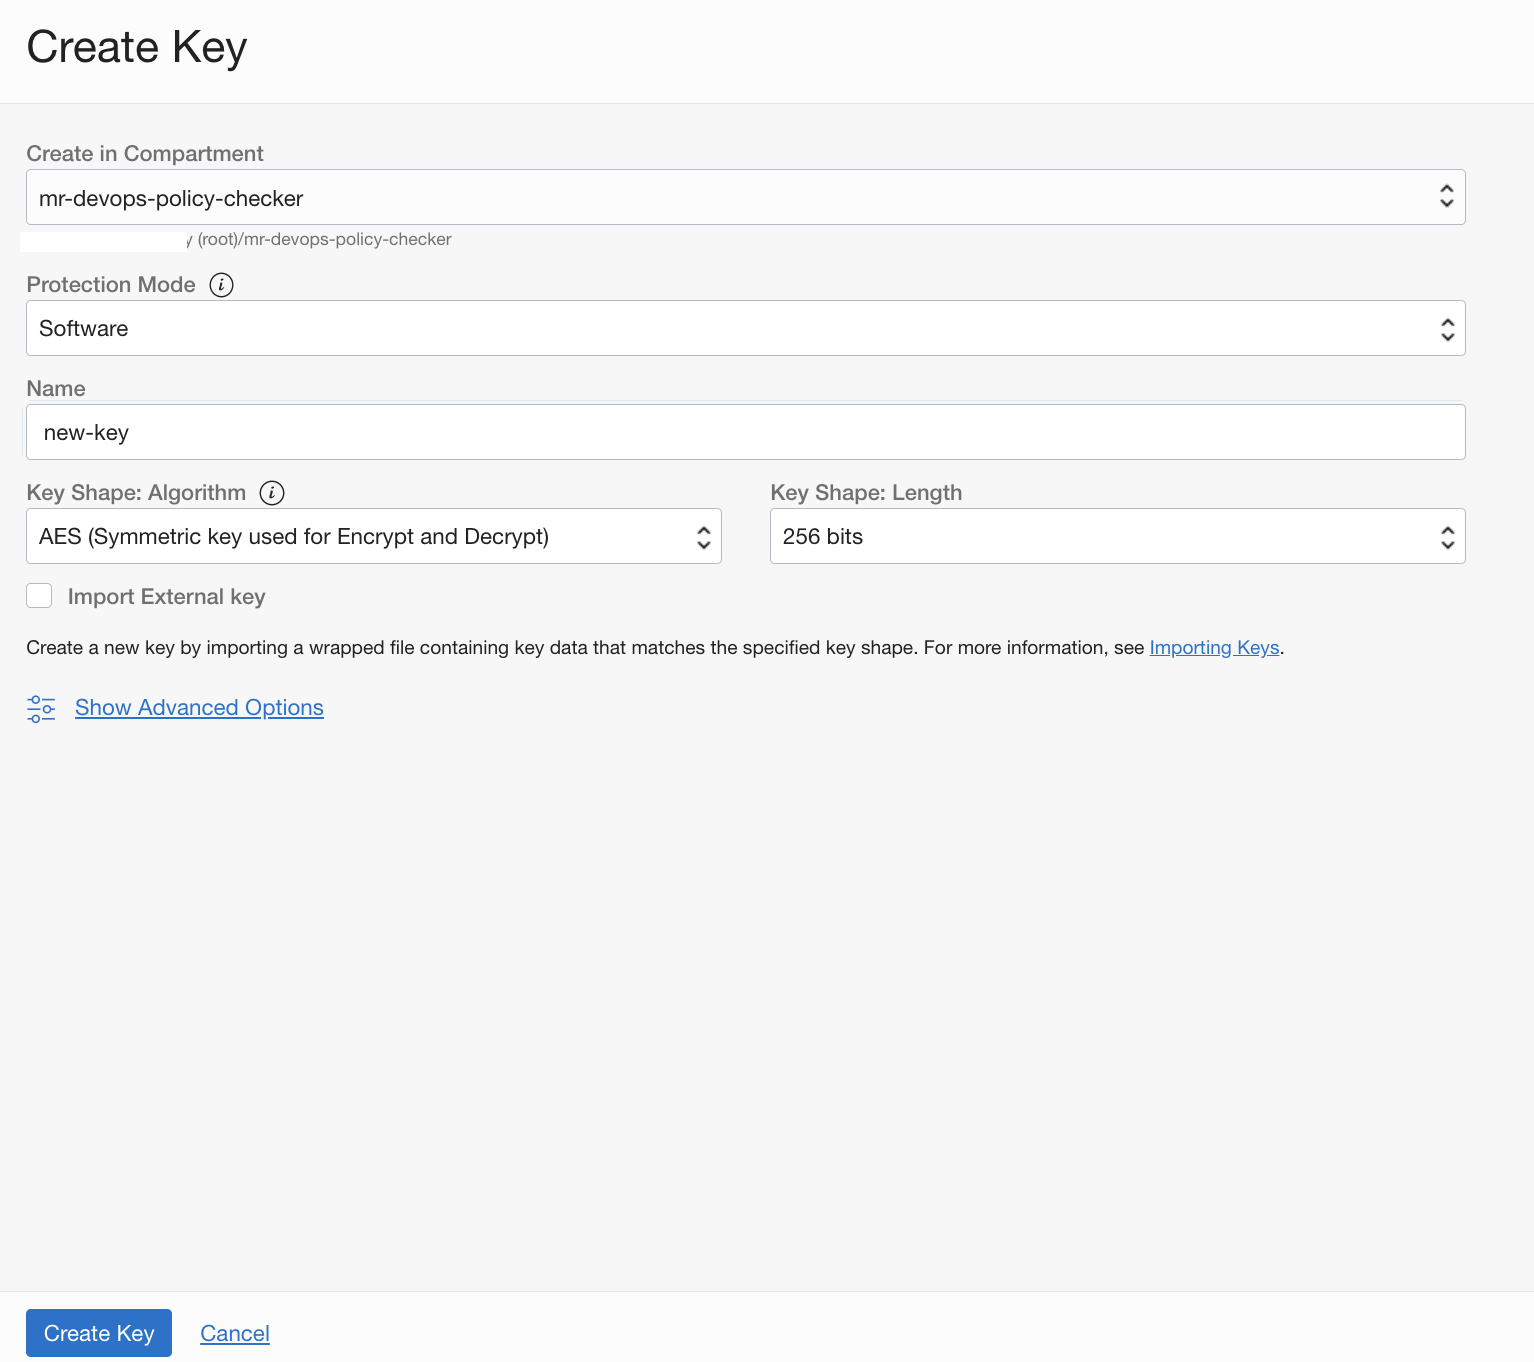 Create Key
Create in Compartment
mr-devops-policy-checker
y (root)/mr-devops-policy-checker
Protection Mode i
Software
Name
new-key
Key Shape: Algorithm i
Key Shape: Length
AES (Symmetric key used for Encrypt and Decrypt)
256 bits
Import External key
Create a new key by importing a wrapped file containing key data that matches the specified key shape. For more information, see Importing Keys.
Show Advanced Options
Create Key
Cancel